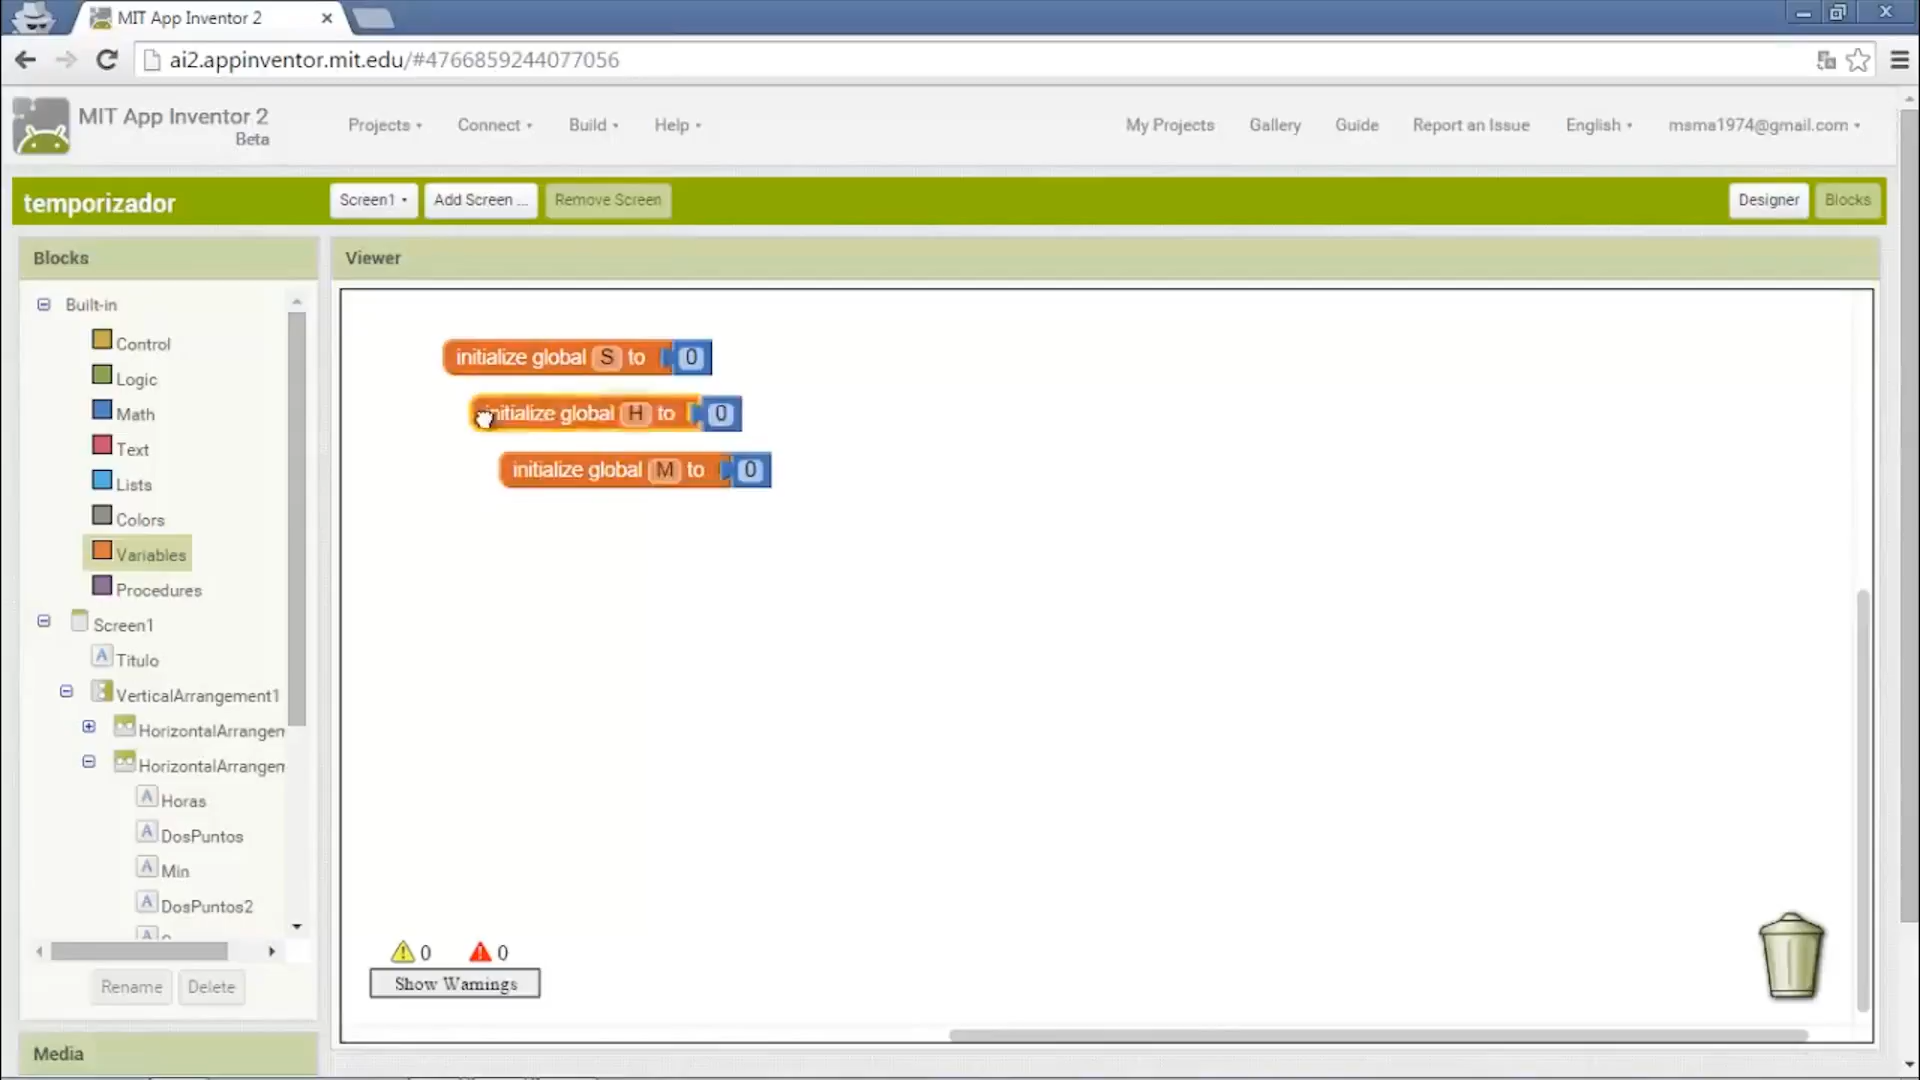 MIT App Inventor 2
ai2.appinventor.mit.edu/#4766859244077056
MIT App Inventor 2
Beta
Projects
Connect
Build
Help
My Projects
Gallery
Guide
Report an Issue
English
msma1974@gmail.com
temporizador
Screen1
Add Screen ...
Remove Screen
Designer
Blocks
Blocks
Viewer
Built-in
Control
Logic
Math
Text
Lists
Colors
Variables
Procedures
Screen1
Titulo
VerticalArrangement1
HorizontalArrangen
HorizontalArrangen
Horas
DosPuntos
Min
DosPuntos2
Rename
Delete
Media
initialize global S to 0
initialize global H to 0
initialize global M to 0
0
0
Show Warnings